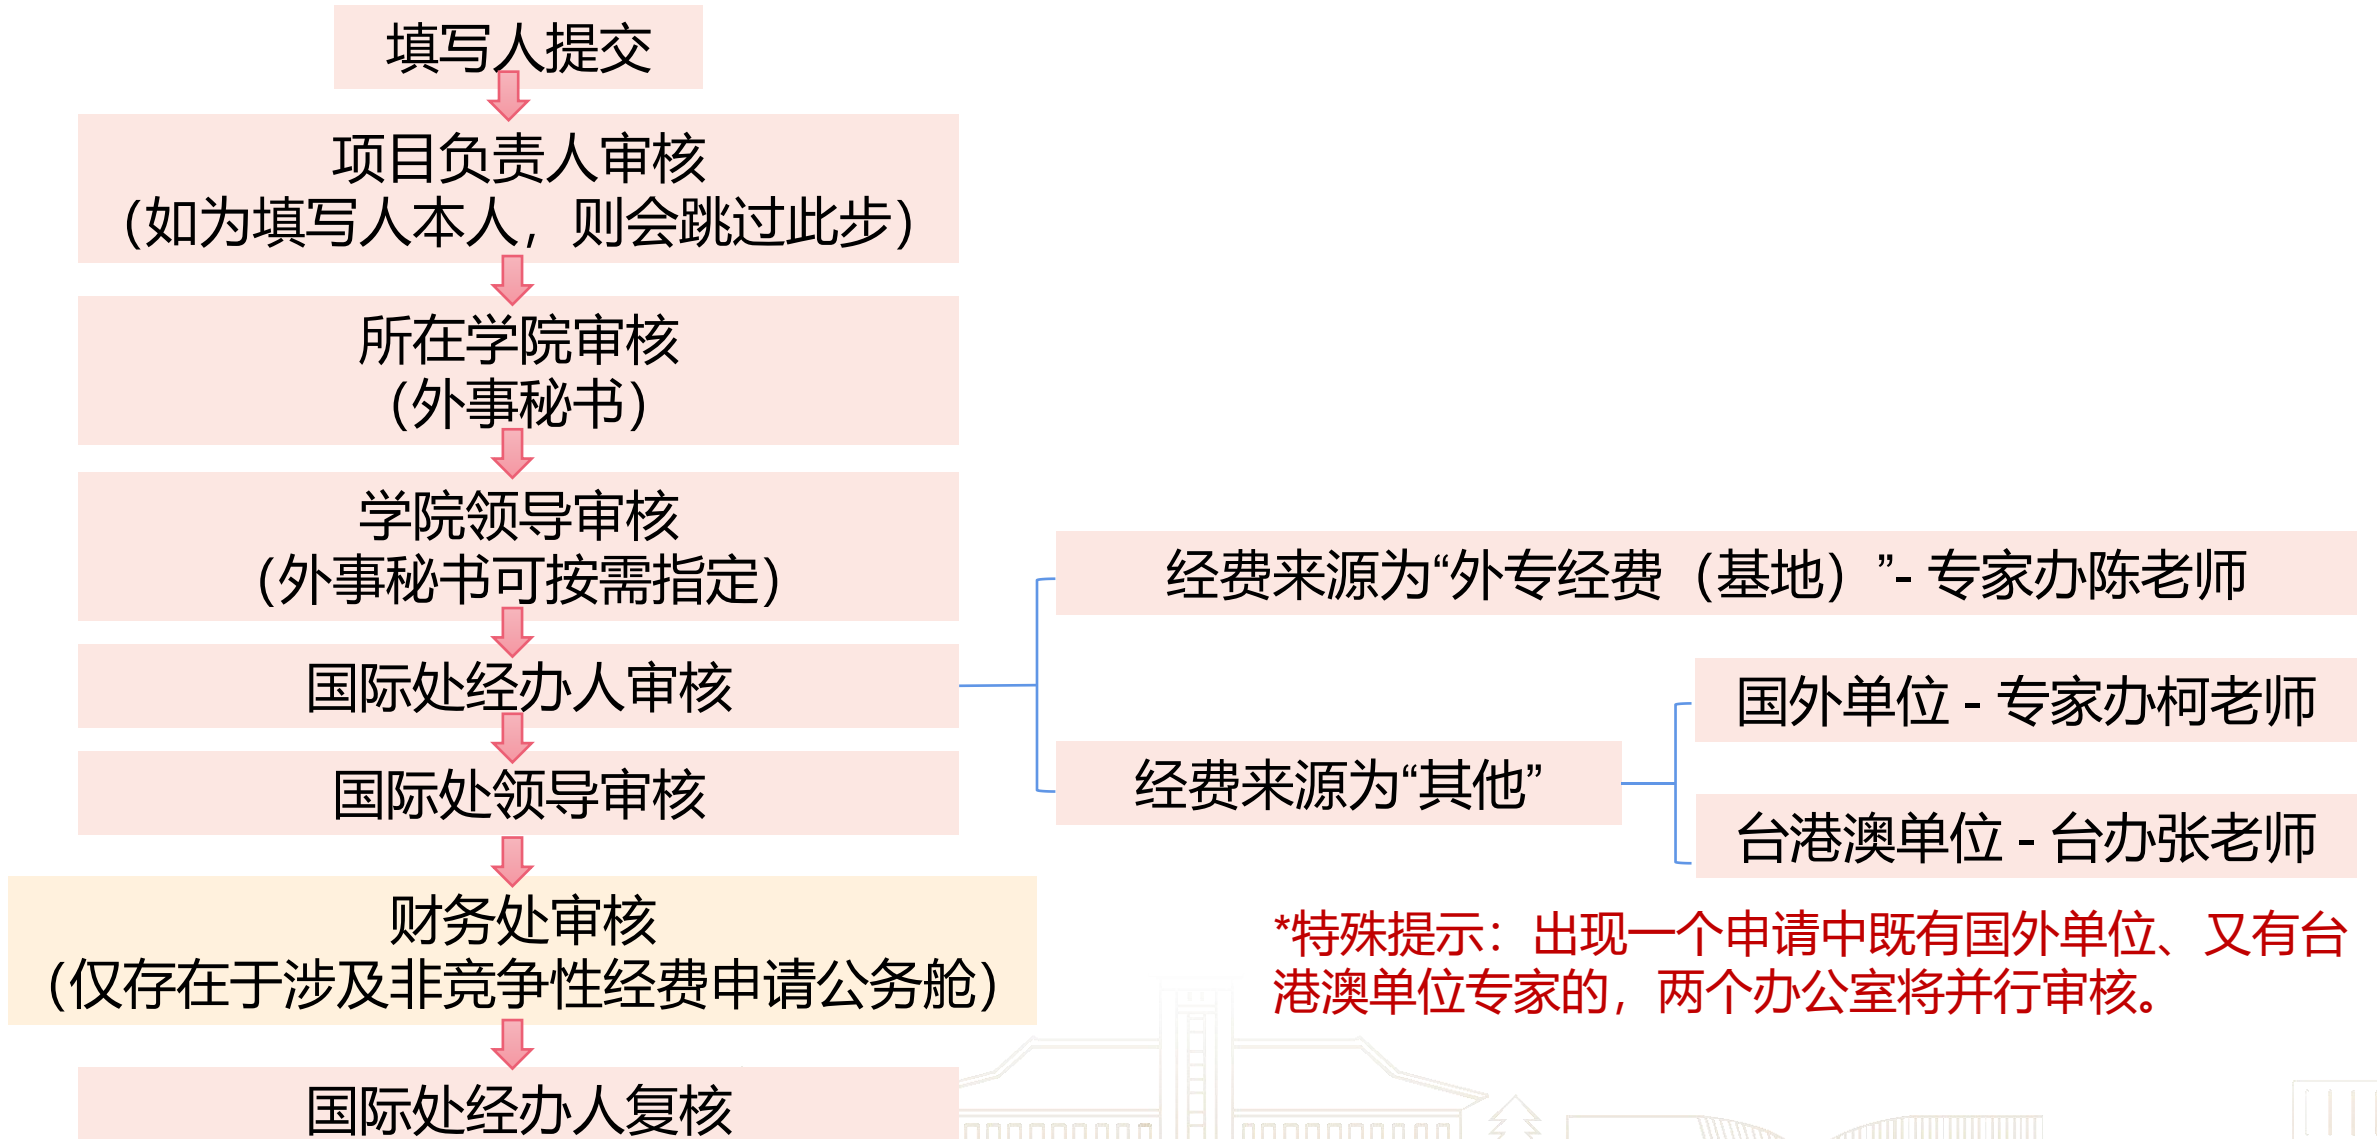 填写人提交
项目负责人审核
（如为填写人本人，则会跳过此步）
所在学院审核
（外事秘书）
学院领导审核
（外事秘书可按需指定）
国际处经办人审核
国际处领导审核
财务处审核
（仅存在于涉及非竞争性经费申请公务舱）
国际处经办人复核
经费来源为“外专经费（基地）”- 专家办陈老师
经费来源为“其他”
国外单位 - 专家办柯老师
台港澳单位 - 台办张老师
*特殊提示：出现一个申请中既有国外单位、又有台
港澳单位专家的，两个办公室将并行审核。